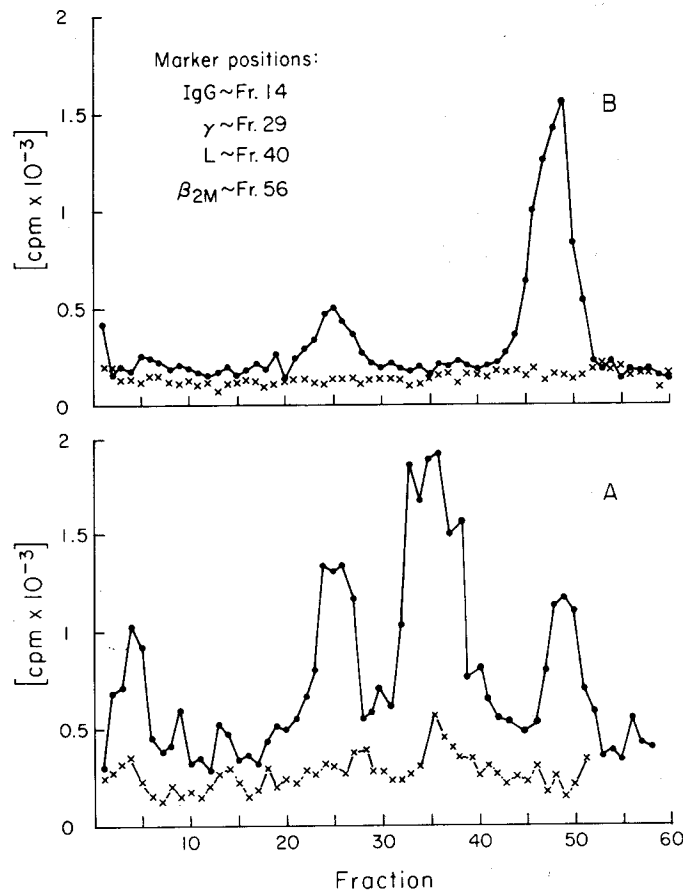 2
Marker positions:
IgG~Fr. 14
γ~Fr. 29
L~Fr. 40
β2M~Fr. 56
B
1.5
[cpm x 10⁻³]
1
0.5
0
2
A
1.5
[cpm x 10⁻³]
1
0.5
0
0 10 20 30 40 50 60
Fraction